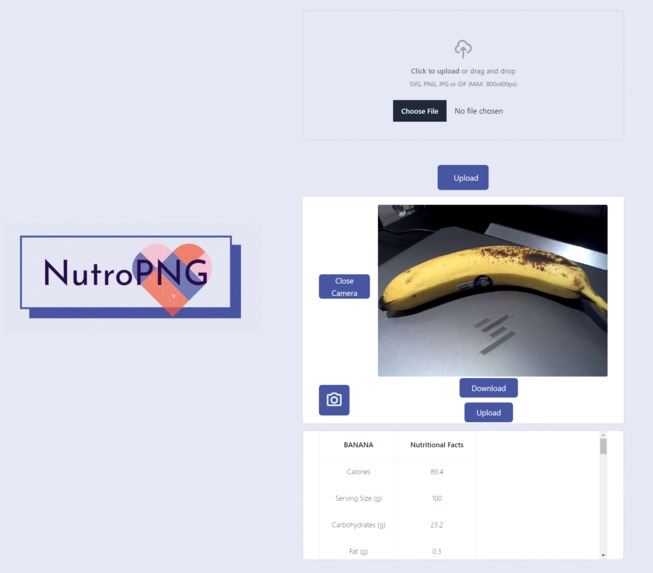 Click to upload or drag and drop
SVG, PNG, JPG or GIF (MAX. 800x400px)
Choose File No file chosen
Upload
NutroPNG
Close
Camera
Download
Upload
BANANA Nutritional Facts
Calories 89.4
Serving Size (g) 100
Carbohydrates (g) 23.2
Fat (g) 0.3